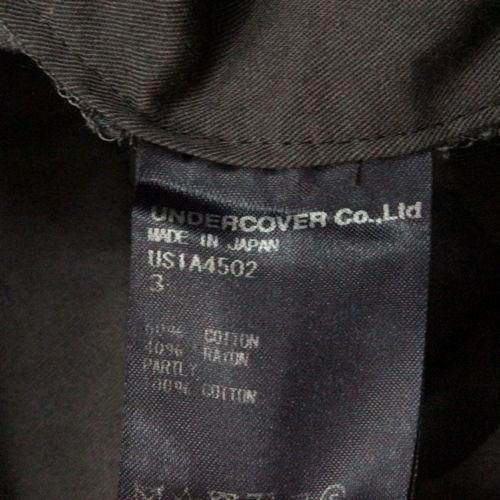 UNDERCOVER Co.,Ltd
MADE IN JAPAN
US1A4502
3
60% COTTON
40% RAYON
PARTLY
100% COTTON